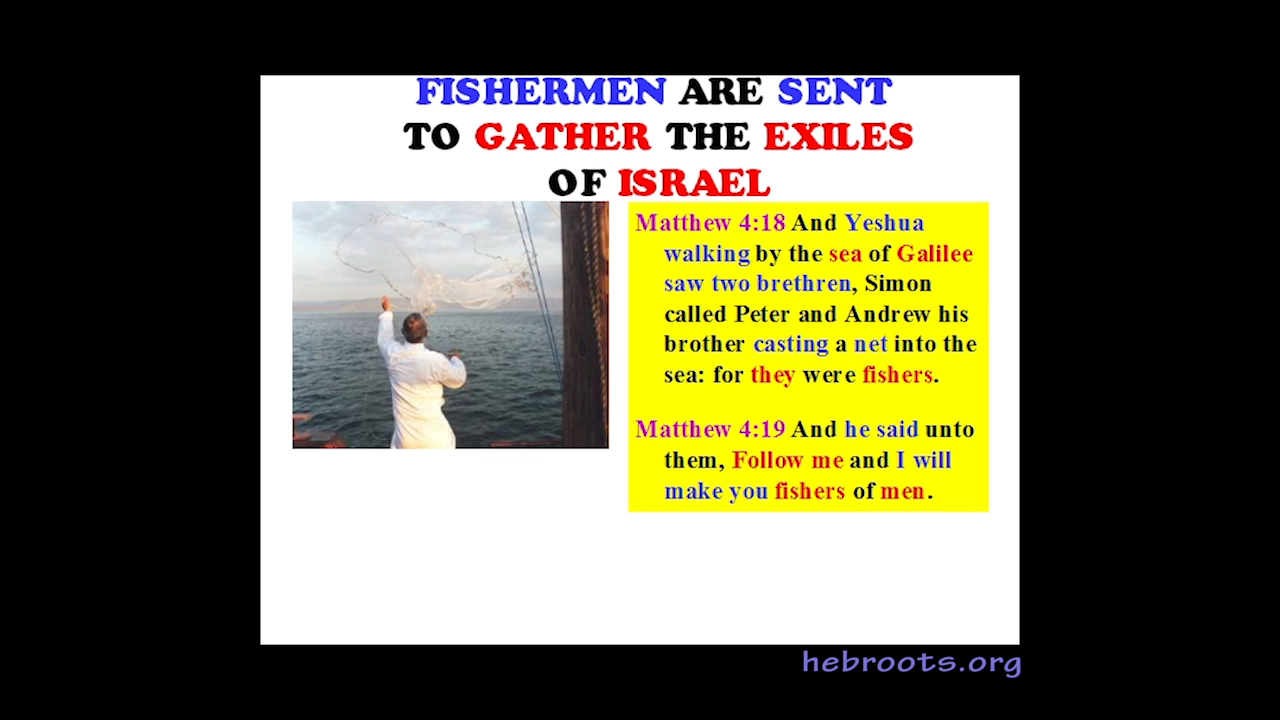 FISHERMEN ARE SENT
TO GATHER THE EXILES
OF ISRAEL
Matthew 4:18 And Yeshua
walking by the sea of Galilee
saw two brethren, Simon
called Peter and Andrew his
brother casting a net into the
sea: for they were fishers.
Matthew 4:19 And he said unto
them, Follow me and I will
make you fishers of men.
hebroots.org